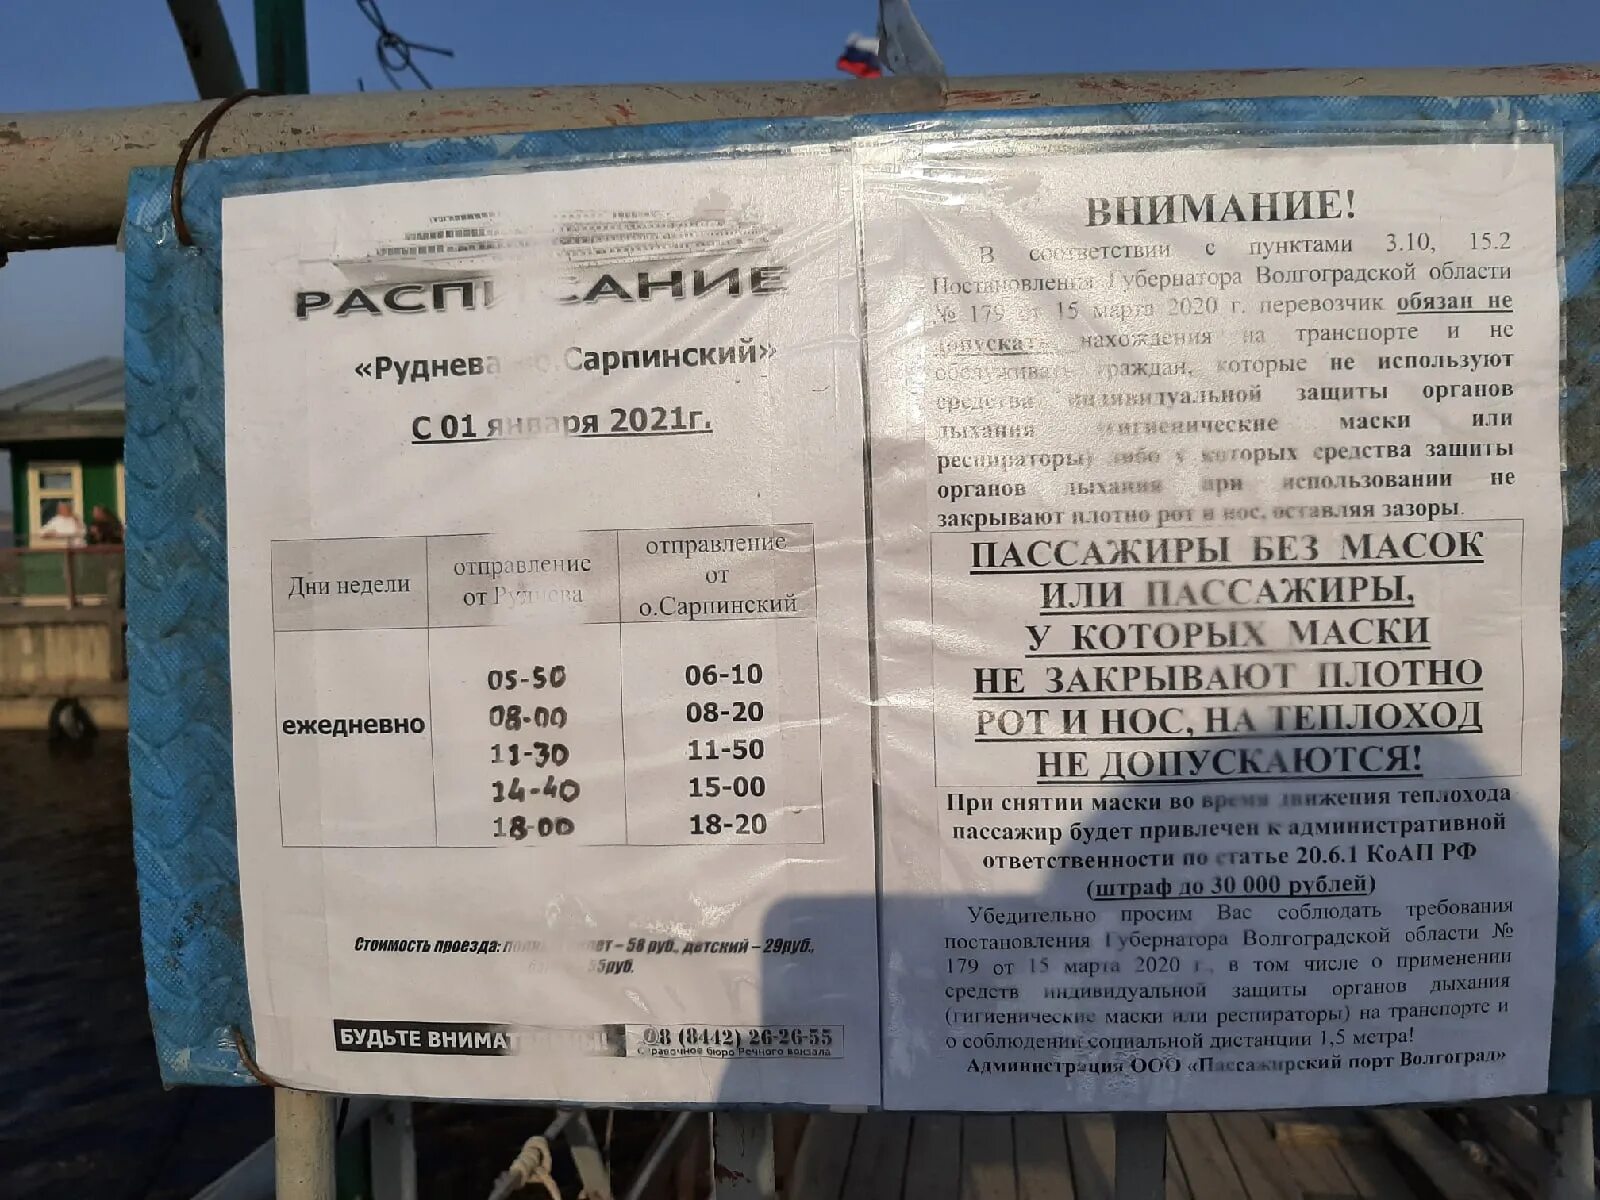 РАСПИСАНИЕ
«Руднева о.Сарпинский»
С 01 января 2021г.
Дни недели
отправление
от Руднева
отправление
от
о.Сарпинский
ежедневно
05-50 06-10
08-00 08-20
11-30 11-50
14-40 15-00
18-00 18-20
Стоимость проезда: билет – 58 руб., детский – 29руб.,
55руб.
БУДЬТЕ
8 (8442) 26-26-55
Справочное бюро Речного вокзала
ВНИМАНИЕ!
В соответствии с пунктами 3.10, 15.2
Постановления Губернатора Волгоградской области
№ 179 от 15 марта 2020 г. перевозчик обязан не
допускать нахождения на транспорте и не
обслуживать граждан, которые не используют
средства индивидуальной защиты органов
дыхания (гигиенические маски или
респираторы) либо у которых средства защиты
органов дыхания при использовании не
закрывают плотно рот и нос, оставляя зазоры.
ПАССАЖИРЫ БЕЗ МАСОК
ИЛИ ПАССАЖИРЫ,
У КОТОРЫХ МАСКИ
НЕ ЗАКРЫВАЮТ ПЛОТНО
РОТ И НОС, НА ТЕПЛОХОД
НЕ ДОПУСКАЮТСЯ!
При снятии маски во время движения теплохода
пассажир будет привлечен к административной
ответственности по статье 20.6.1 КоАП РФ
(штраф до 30 000 рублей)
Убедительно просим Вас соблюдать требования
постановления Губернатора Волгоградской области №
179 от 15 марта 2020 г., в том числе о применении
средств индивидуальной защиты органов дыхания
(гигиенические маски или респираторы) на транспорте и
о соблюдении социальной дистанции 1,5 метра!
Администрация ООО «Пассажирский порт Волгоград»